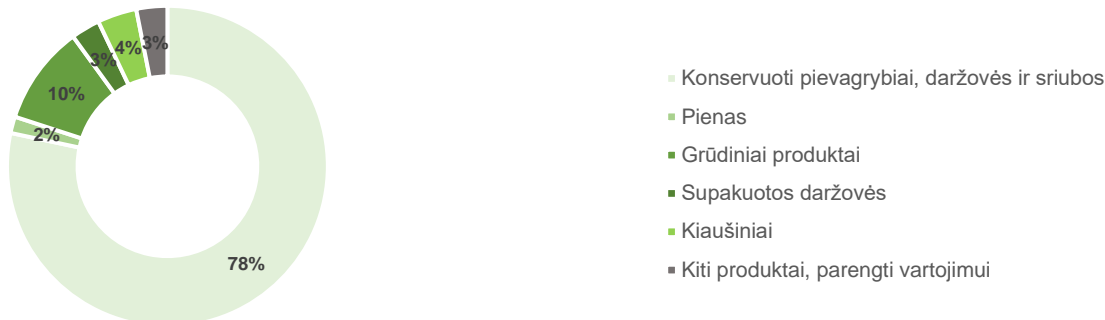 3%
4%
3%
10%
2%
78%
Konservuoti pievagrybiai, daržovės ir sriubos
Pienas
Grūdiniai produktai
Supakuotos daržovės
Kiaušiniai
Kiti produktai, parengti vartojimui